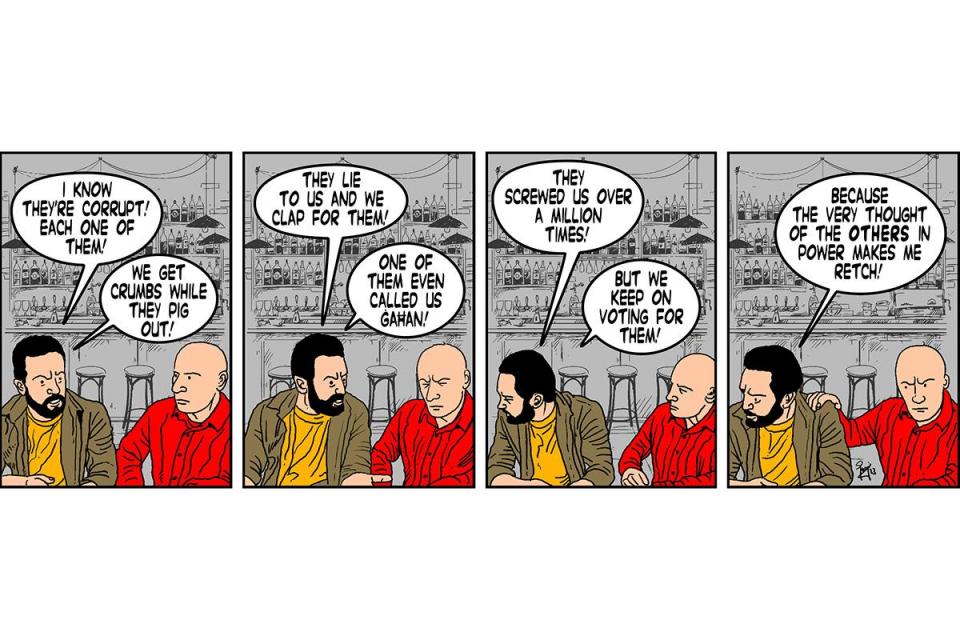 I KNOW
THEY'RE CORRUPT!
EACH ONE OF
THEM!
WE GET
CRUMBS WHILE
THEY PIG
OUT!
THEY LIE
TO US AND WE
CLAP FOR THEM!
ONE OF
THEM EVEN
CALLED US
ĠAĦAN!
THEY
SCREWED US OVER
A MILLION
TIMES!
BUT WE
KEEP ON
VOTING FOR
THEM!
BECAUSE
THE VERY THOUGHT
OF THE OTHERS IN
POWER MAKES ME
RETCH!